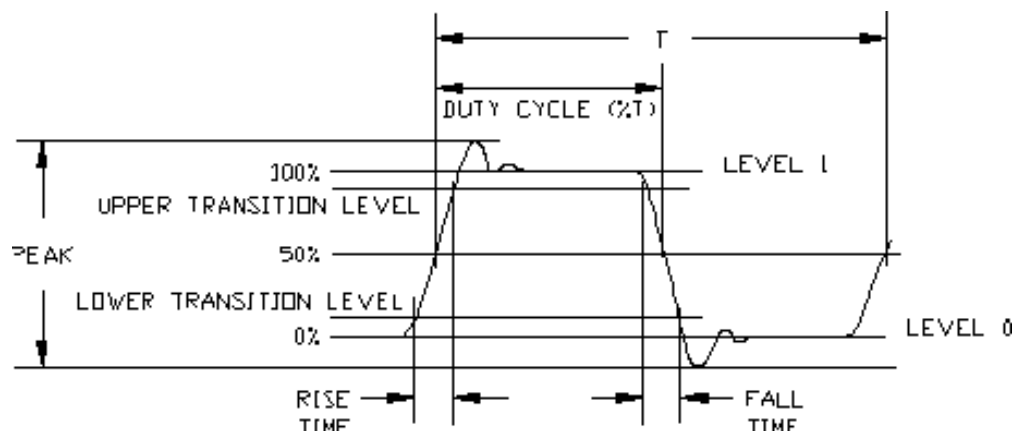 T
DUTY CYCLE (%T)
100%
LEVEL 1
UPPER TRANSITION LEVEL
PEAK
50%
LOWER TRANSITION LEVEL
0%
LEVEL 0
RISE
TIME
FALL
TIME